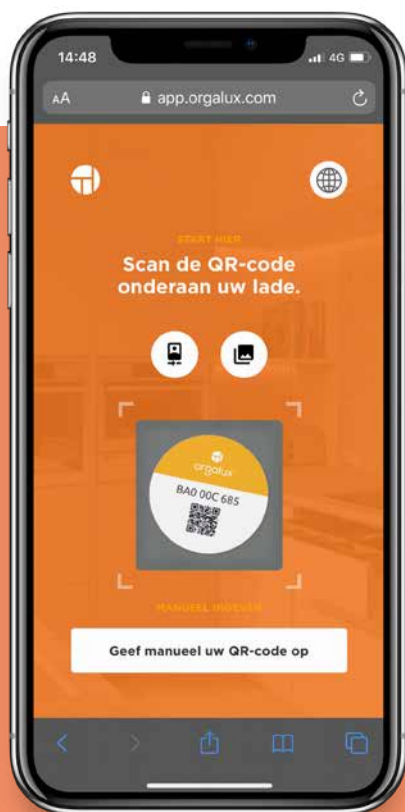 14:48
4G
AA
app.orgalux.com
START HIER
Scan de QR-code
onderaan uw lade.
orgalux
BA0 00C 685
MANUEEL INGEVEN
Geef manueel uw QR-code op